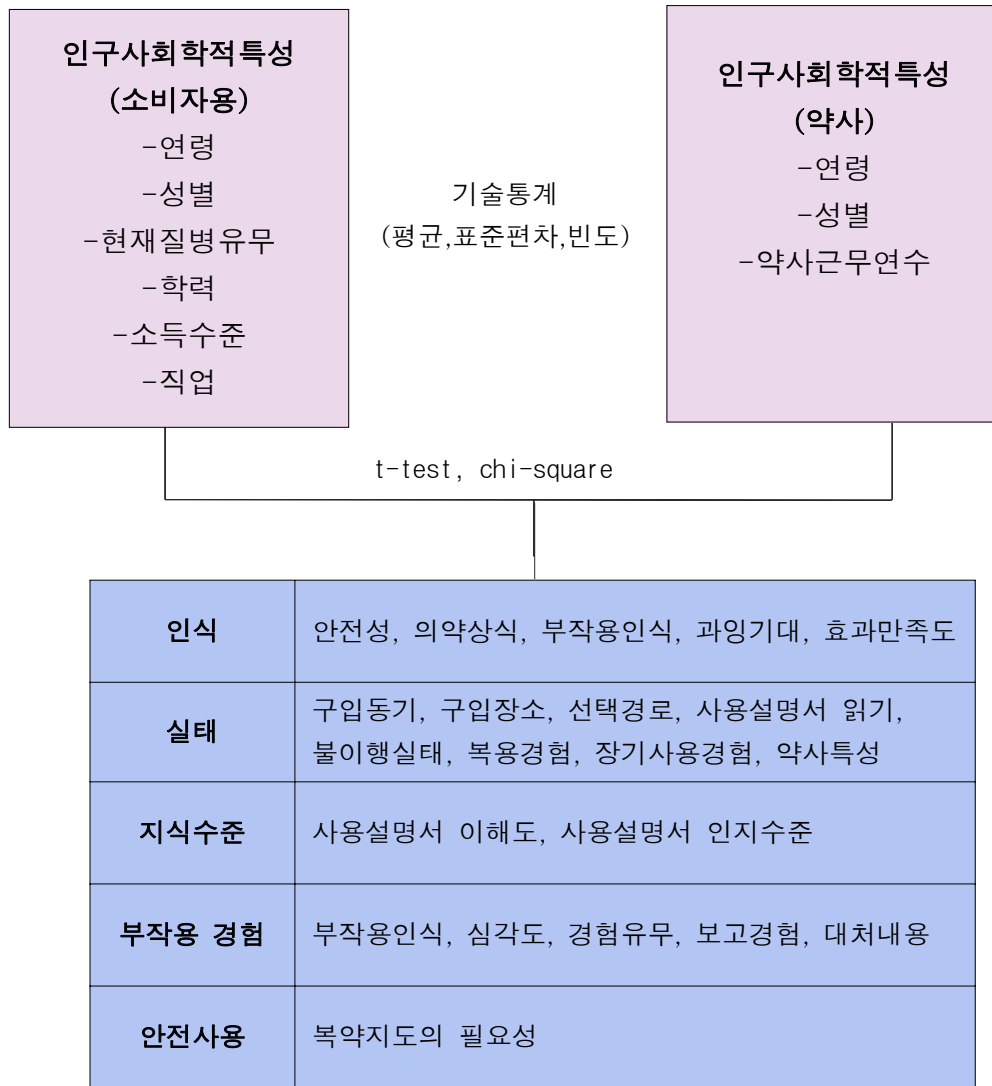 인구사회학적특성
(소비자용)
-연령
-성별
-현재질병유무
-학력
-소득수준
-직업
기술통계
(평균,표준편차,빈도)
인구사회학적특성
(약사)
-연령
-성별
-약사근무연수
t-test, chi-square
인식
안전성, 의약상식, 부작용인식, 과잉기대, 효과만족도
실태
구입동기, 구입장소, 선택경로, 사용설명서 읽기,
불이행실태, 복용경험, 장기사용경험, 약사특성
지식수준
사용설명서 이해도, 사용설명서 인지수준
부작용 경험
부작용인식, 심각도, 경험유무, 보고경험, 대처내용
안전사용
복약지도의 필요성